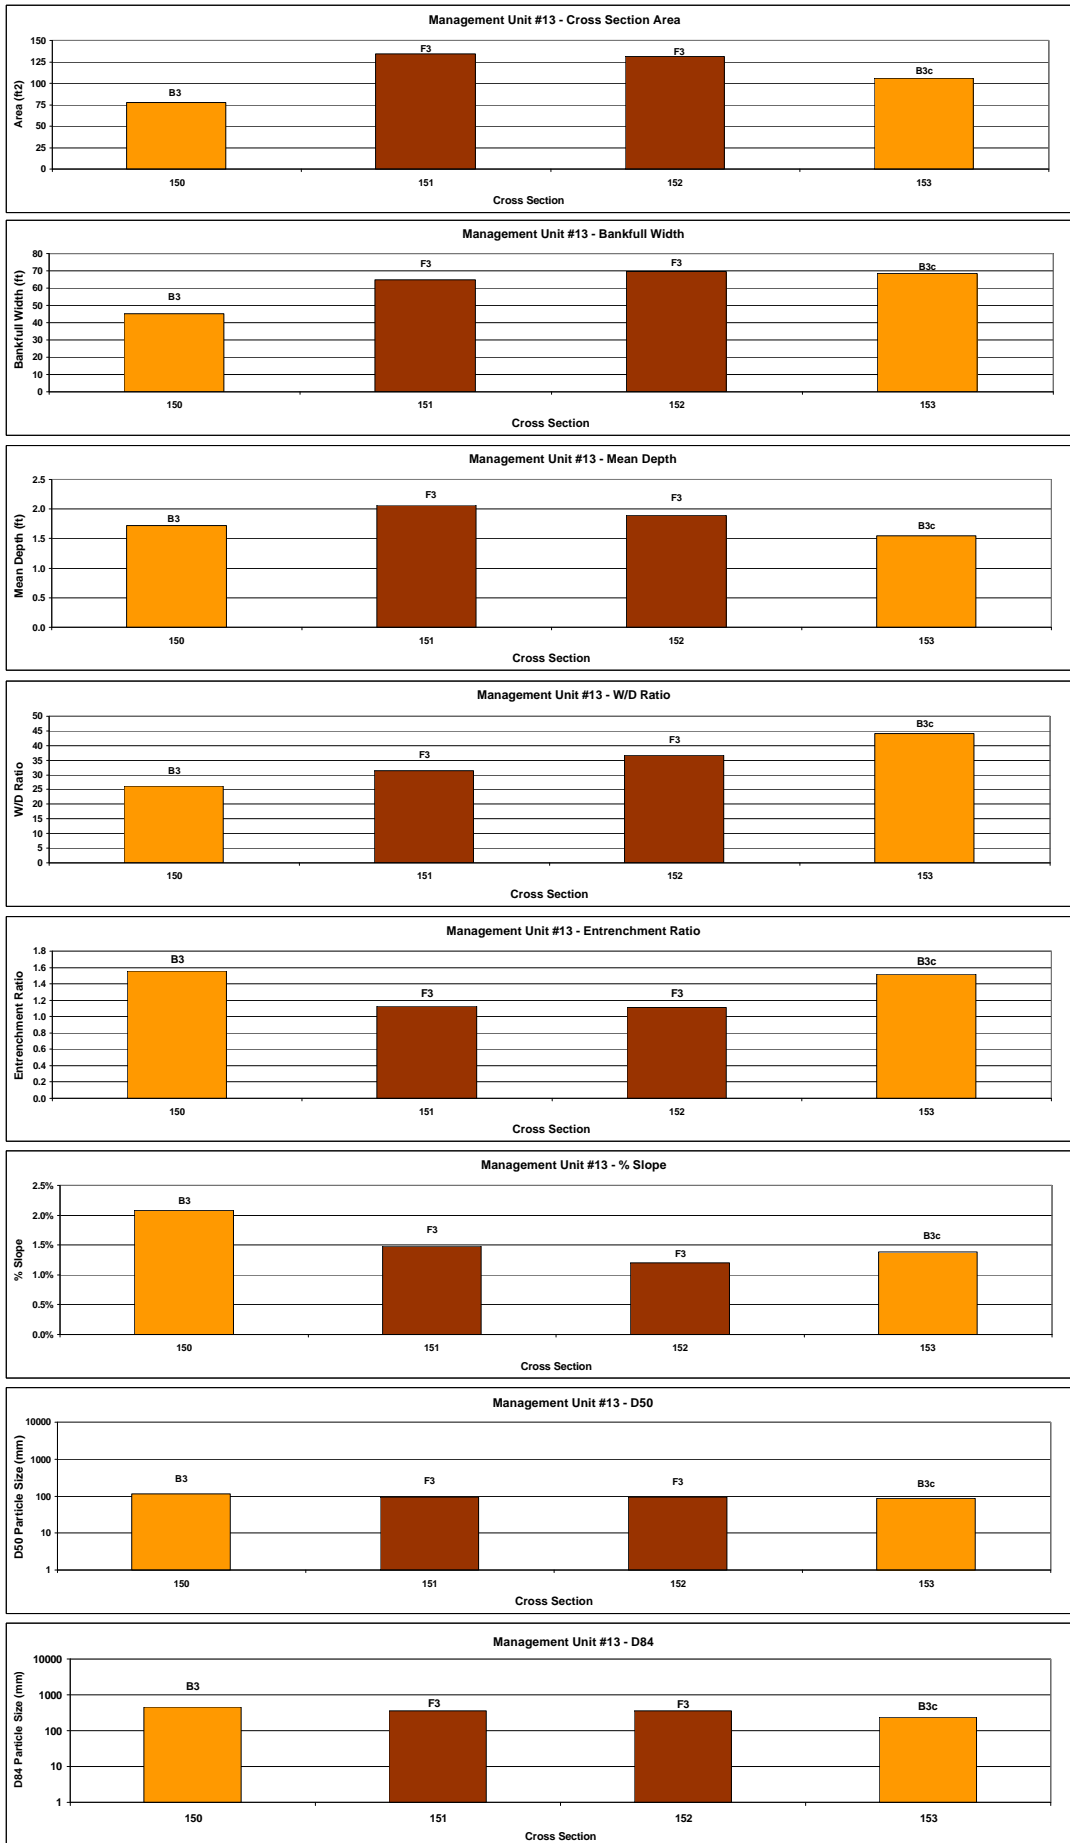 Management Unit #13 - Cross Section Area
Area (ft2)
150
125
100
75
50
25
0
B3
F3
F3
B3c
150 151 152 153
Cross Section
Management Unit #13 - Bankfull Width
Bankfull Width (ft)
80
70
60
50
40
30
20
10
0
B3
F3
F3
B3c
150 151 152 153
Cross Section
Management Unit #13 - Mean Depth
Mean Depth (ft)
2.5
2.0
1.5
1.0
0.5
0.0
B3
F3
F3
B3c
150 151 152 153
Cross Section
Management Unit #13 - W/D Ratio
W/D Ratio
50
45
40
35
30
25
20
15
10
5
0
B3
F3
F3
B3c
150 151 152 153
Cross Section
Management Unit #13 - Entrenchment Ratio
Entrenchment Ratio
1.8
1.6
1.4
1.2
1.0
0.8
0.6
0.4
0.2
0.0
B3
F3
F3
B3c
150 151 152 153
Cross Section
Management Unit #13 - % Slope
% Slope
2.5%
2.0%
1.5%
1.0%
0.5%
0.0%
B3
F3
F3
B3c
150 151 152 153
Cross Section
Management Unit #13 - D50
D50 Particle Size (mm)
10000
1000
100
10
1
B3
F3
F3
B3c
150 151 152 153
Cross Section
Management Unit #13 - D84
D84 Particle Size (mm)
10000
1000
100
10
1
B3
F3
F3
B3c
150 151 152 153
Cross Section